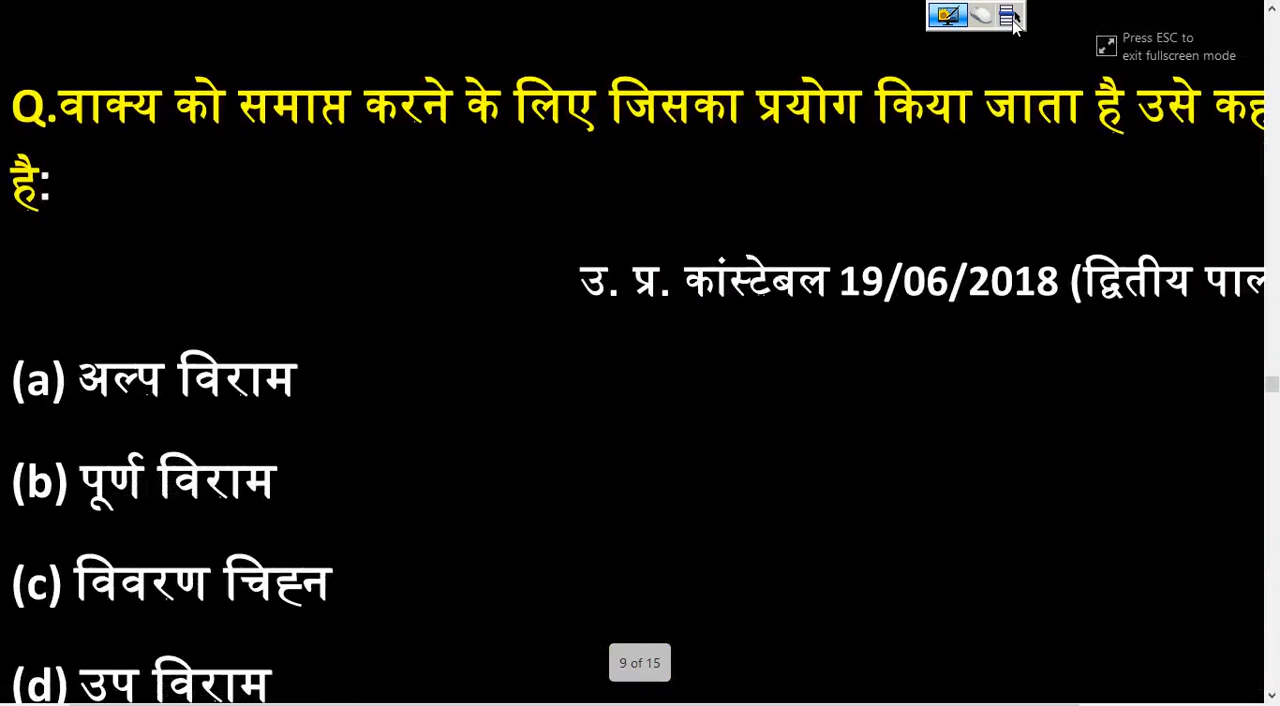 Press ESC to
exit fullscreen mode
Q.वाक्य को समाप्त करने के लिए जिसका प्रयोग किया जाता है उसे
है:
उ. प्र. कांस्टेबल 19/06/2018 (द्वितीय
(a) अल्प विराम
(b) पूर्ण विराम
(c) विवरण चिह्न
(d) उप विराम
9 of 15